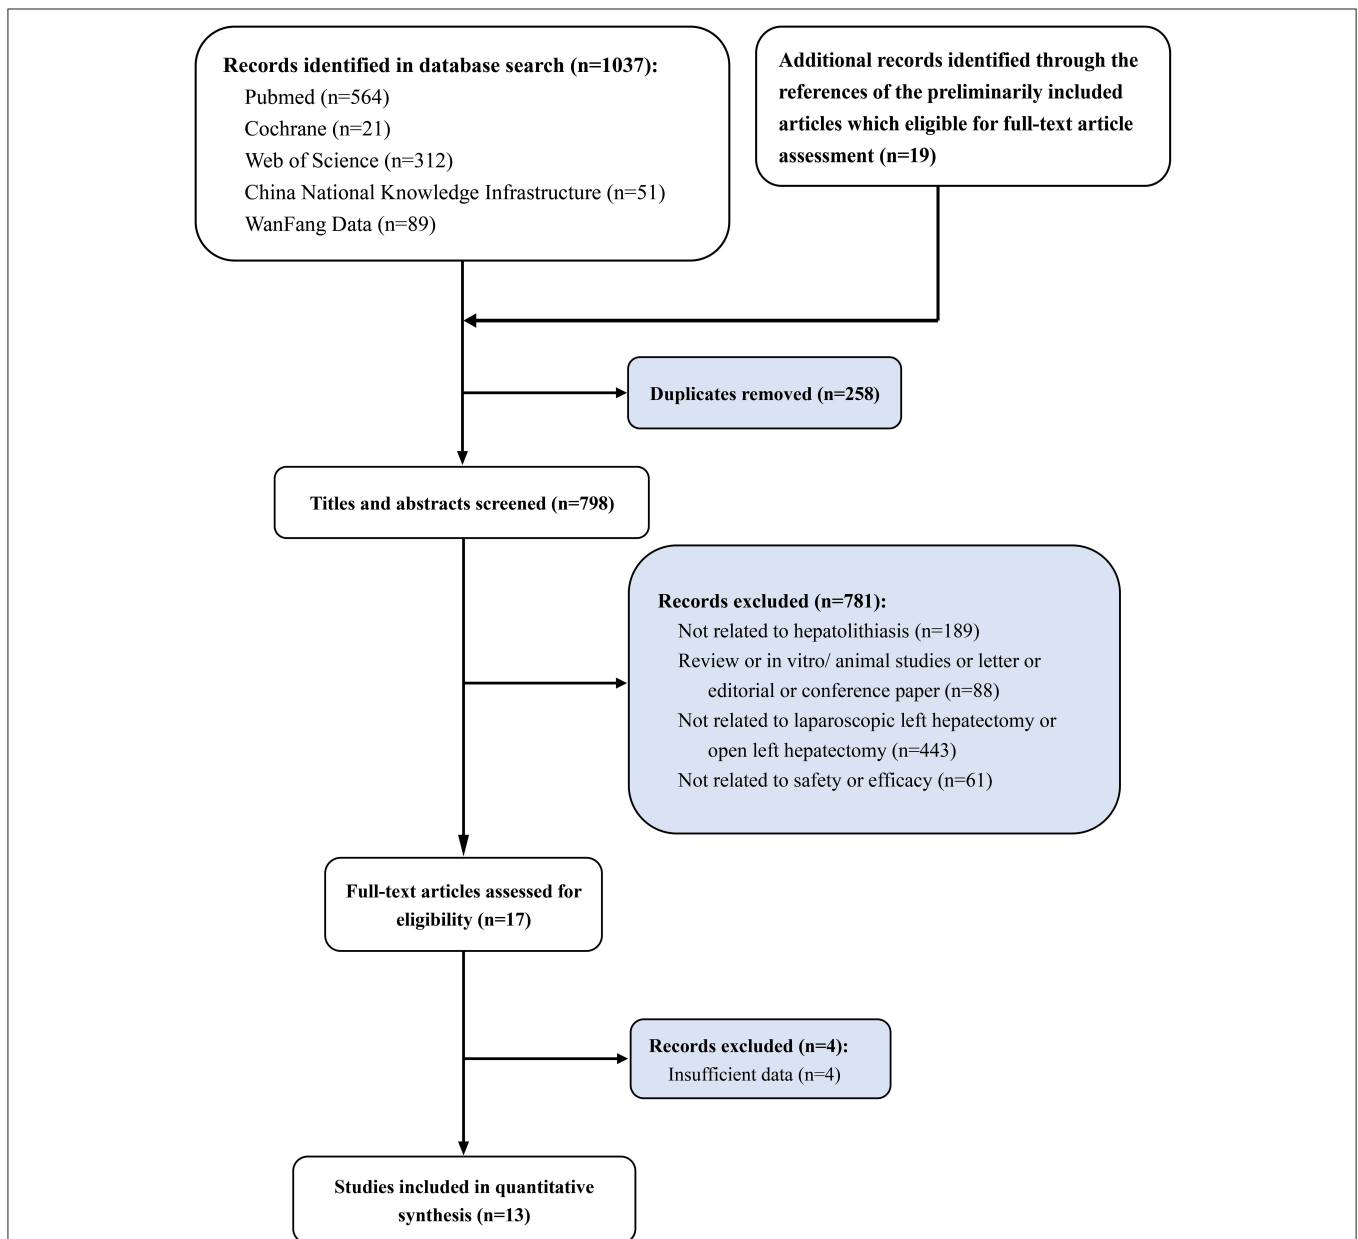 Records identified in database search (n=1037):
Pubmed (n=564)
Cochrane (n=21)
Web of Science (n=312)
China National Knowledge Infrastructure (n=51)
WanFang Data (n=89)
Additional records identified through the
references of the preliminarily included
articles which eligible for full-text article
assessment (n=19)
Duplicates removed (n=258)
Titles and abstracts screened (n=798)
Records excluded (n=781):
Not related to hepatolithiasis (n=189)
Review or in vitro/ animal studies or letter or
editorial or conference paper (n=88)
Not related to laparoscopic left hepatectomy or
open left hepatectomy (n=443)
Not related to safety or efficacy (n=61)
Full-text articles assessed for
eligibility (n=17)
Records excluded (n=4):
Insufficient data (n=4)
Studies included in quantitative
synthesis (n=13)